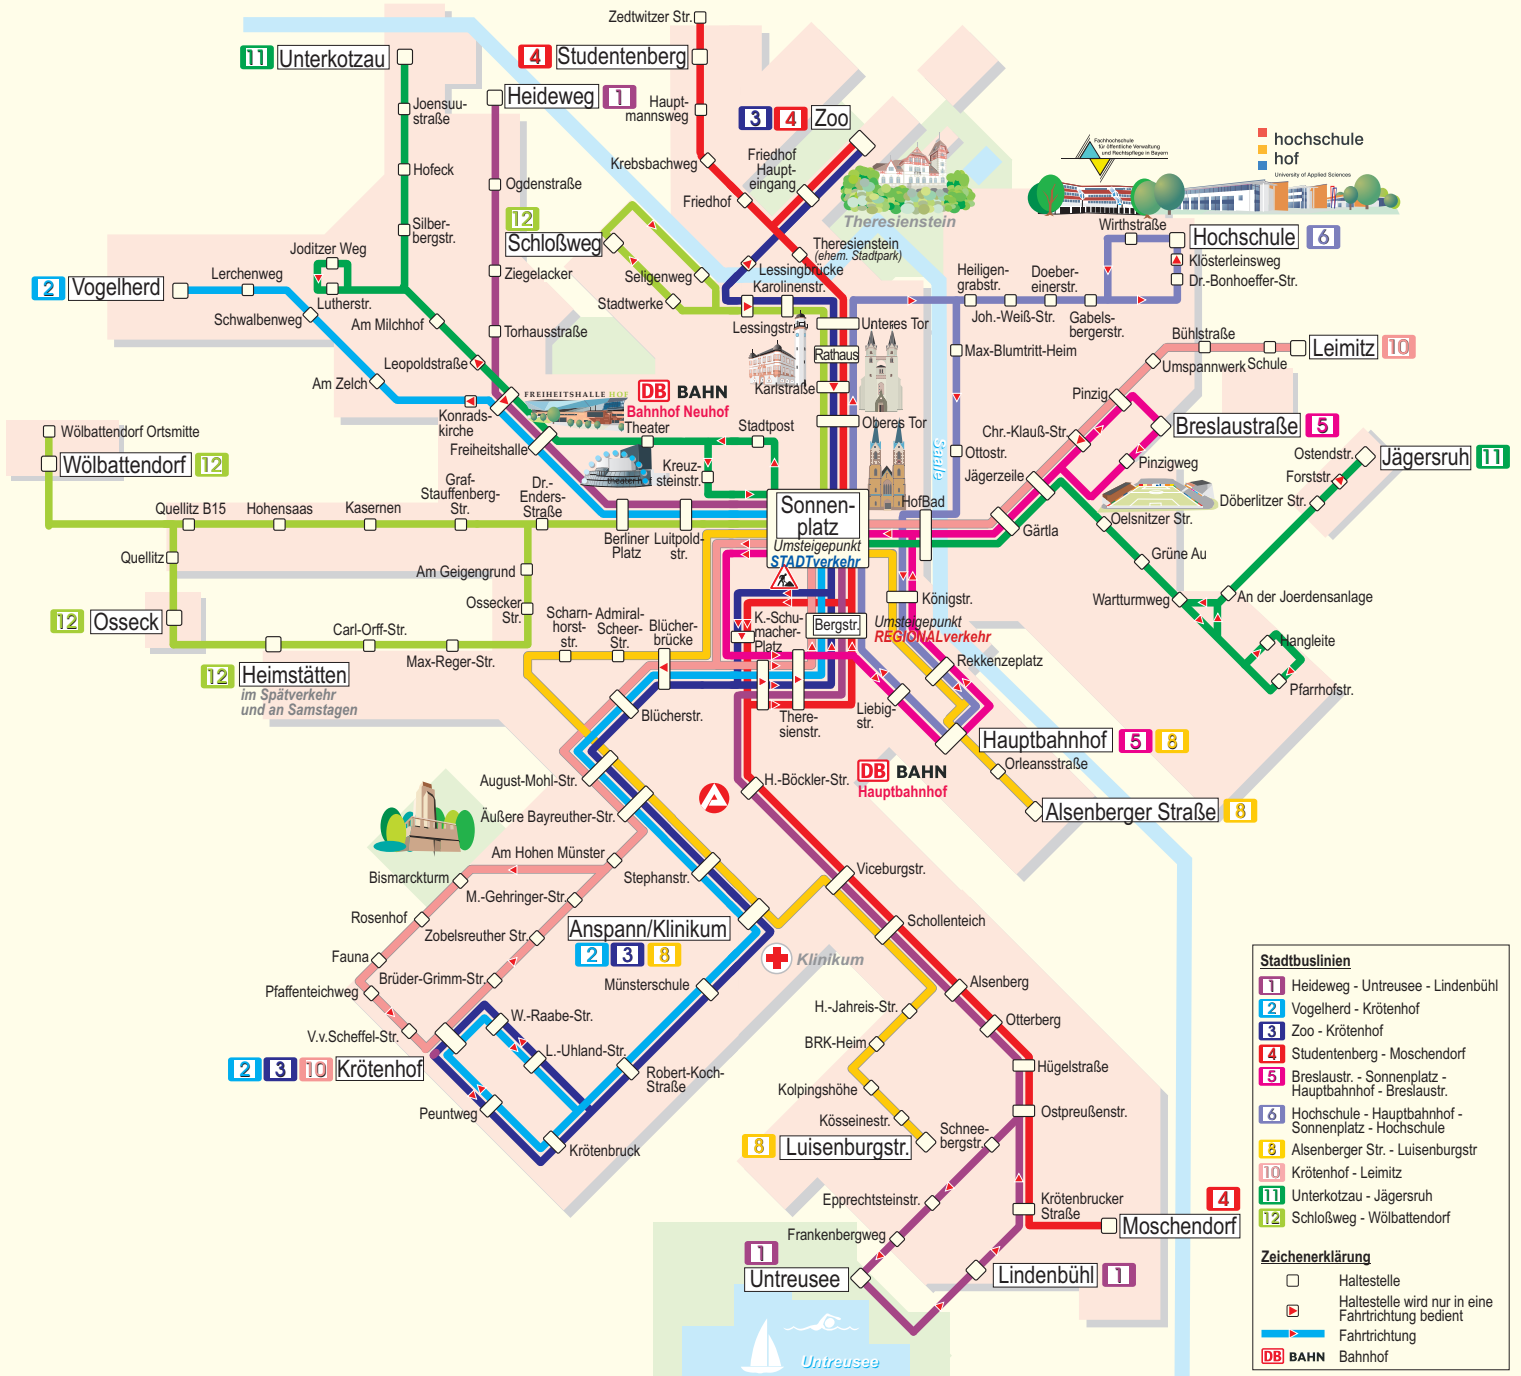 Zedtwitzer Str.
4 Studentenberg
11 Unterkotzau
Heideweg 1
Haupt-
mannsweg
3 4 Zoo
Joensuu-
straße
Krebsbachweg
Friedhof
Haupt-
eingang
Friedhof
Hofeck
Ogdenstraße
12
Schloßweg
Silber-
bergstr.
Theresienstein
Fachhochschule
für öffentliche Verwaltung
und Rechtspflege in Bayern
hochschule
hof
University of Applied Sciences
Wirthstraße
Hochschule 6
Klösterleinsweg
Dr.-Bonhoeffer-Str.
Theresienstein
(ehem. Stadtpark)
Joditzer Weg
Lutherstr.
2 Vogelherd
Lerchenweg
Schwalbenweg
Am Milchhof
Leopoldstraße
Am Zelch
Ziegelacker
Torhausstraße
Seligenweg
Stadtwerke
Lessingbrücke
Karolinenstr.
Lessingstr.
Unteres Tor
Rathaus
Karlstraße
Oberes Tor
Heiligen-
grabstr.
Doeber-
einerstr.
Joh.-Weiß-Str.
Gabels-
bergerstr.
Max-Blumtritt-Heim
Ottostr.
Saale
Bühlstraße
Leimitz 10
Umspannwerk
Schule
Pinzig
Breslaustraße 5
Chr.-Klauß-Str.
Pinzigweg
Jägerzeile
Gärtla
Ostendstr.
Jägersruh 11
Forststr.
Döberlitzer Str.
Oelsnitzer Str.
Grüne Au
Wartturmweg
An der Joerdensanlage
Hangleite
Pfarrhofstr.
Konrads-
kirche
Freiheitshalle
FREIHEITSHALLE HOF
DB BAHN
Bahnhof Neuhof
Theater
Stadtpost
Kreuz-
steinstr.
Wölbattendorf Ortsmitte
Wölbattendorf 12
Quellitz B15
Hohensaas
Kasernen
Graf-
Stauffenberg-
Str.
Dr.-
Enders-
Straße
Berliner
Platz
Luitpold-
str.
Sonnen-
platz
Umsteigepunkt
STADTverkehr
HofBad
Quellitz
12 Osseck
Am Geigengrund
Ossecker
Str.
Carl-Orff-Str.
Max-Reger-Str.
12 Heimstätten
im Spätverkehr
und an Samstagen
Scharn-
horst-
str.
Admiral-
Scheer-
Str.
Blücher-
brücke
Blücherstr.
K.-Schu-
macher-
Platz
Bergstr.
Umsteigepunkt
REGIONALverkehr
Königstr.
Rekkenzeplatz
There-
sienstr.
Liebig-
str.
Hauptbahnhof 5 8
Orleansstraße
DB BAHN
Hauptbahnhof
Alsenberger Straße 8
H.-Böckler-Str.
August-Mohl-Str.
Äußere Bayreuther-Str.
Am Hohen Münster
Stephanstr.
Bismarckturm
M.-Gehringer-Str.
Rosenhof
Zobelsreuther Str.
Fauna
Brüder-Grimm-Str.
Pfaffenteichweg
V.v.Scheffel-Str.
Anspann/Klinikum
2 3 8
Klinikum
Münsterschule
2 3 10 Krötenhof
W.-Raabe-Str.
L.-Uhland-Str.
Robert-Koch-
Straße
Peuntweg
Krötenbruck
Viceburgstr.
Schollenteich
Alsenberg
Otterberg
Hügelstraße
Ostpreußenstr.
H.-Jahreis-Str.
BRK-Heim
Kolpingshöhe
Kösseinestr.
8 Luisenburgstr.
Schnee-
bergstr.
Epprechtsteinstr.
Frankenbergweg
Krötenbrucker
Straße
4
Moschendorf
1
Untreusee
Lindenbühl 1
Untreusee
Stadtbuslinien
1 Heideweg - Untreusee - Lindenbühl
2 Vogelherd - Krötenhof
3 Zoo - Krötenhof
4 Studentenberg - Moschendorf
5 Breslaustr. - Sonnenplatz -
Hauptbahnhof - Breslaustr.
6 Hochschule - Hauptbahnhof -
Sonnenplatz - Hochschule
8 Alsenberger Str. - Luisenburgstr
10 Krötenhof - Leimitz
11 Unterkotzau - Jägersruh
12 Schloßweg - Wölbattendorf
Zeichenerklärung
Haltestelle
Haltestelle wird nur in eine
Fahrtrichtung bedient
Fahrtrichtung
DB BAHN Bahnhof